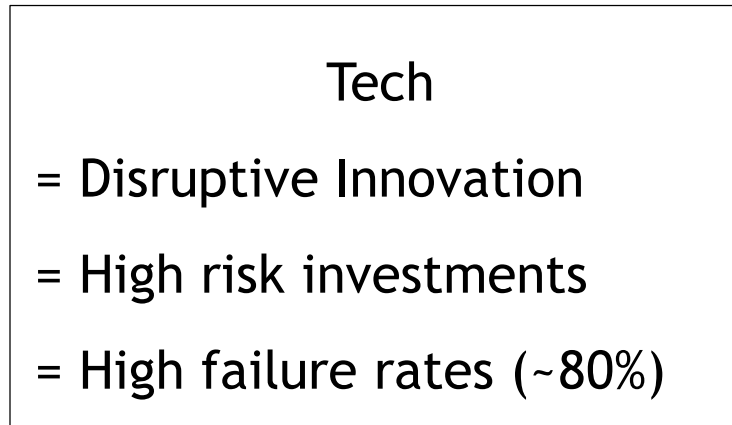 Tech
= Disruptive Innovation
= High risk investments
= High failure rates (~80%)